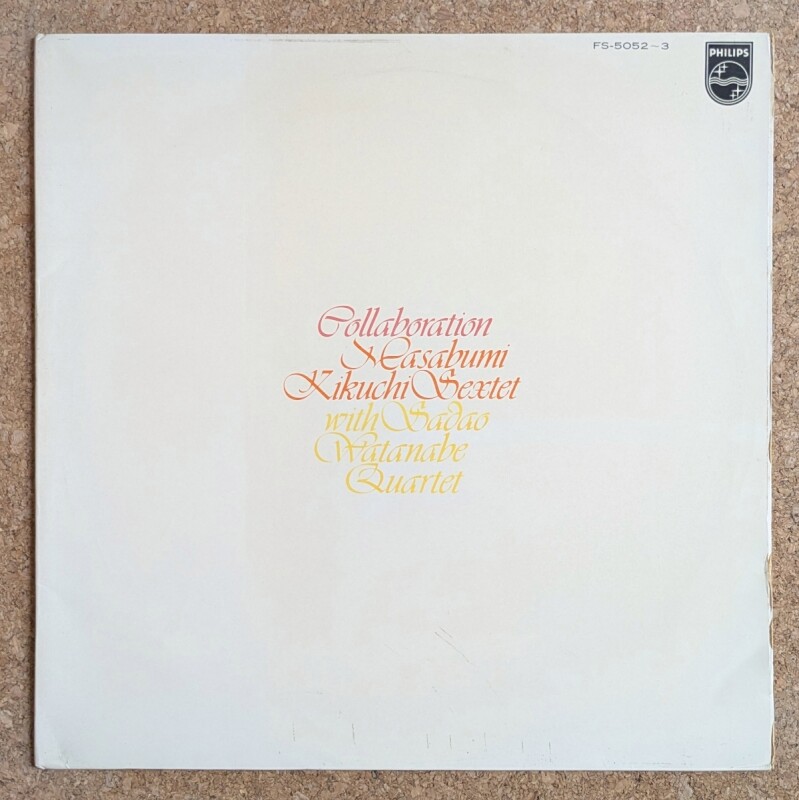 FS-5052~3
PHILIPS
Collaboration
Masabumi
Kikuchi Sextet
with Sadao
Watanabe
Quartet